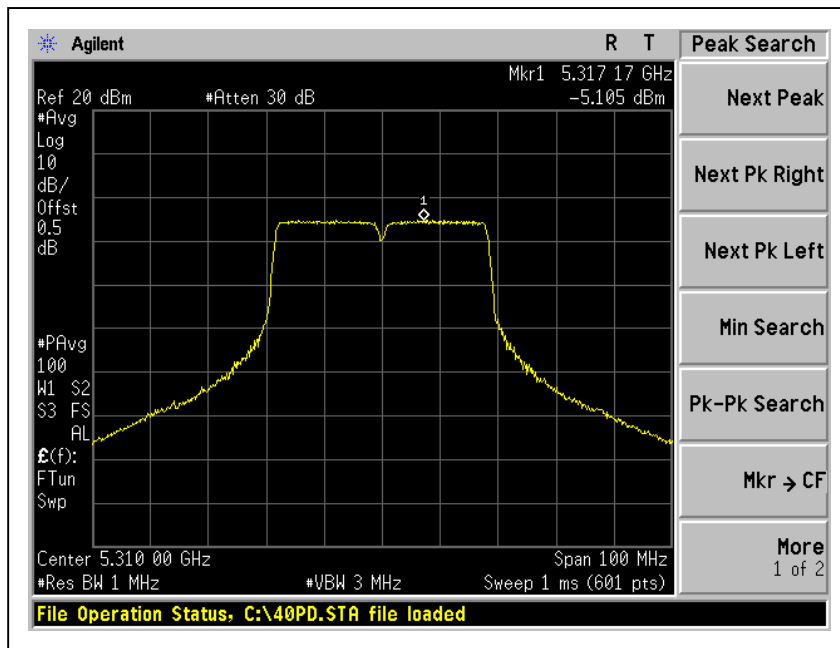 Agilent R T Peak Search
Mkr1 5.317 17 GHz
Ref 20 dBm #Atten 30 dB -5.105 dBm
#Avg
Log
10
dB/
Offst
0.5
dB
1
#PAvg
100
W1 S2
S3 FS
AL
£(f):
FTun
Swp
Center 5.310 00 GHz Span 100 MHz
#Res BW 1 MHz #VBW 3 MHz Sweep 1 ms (601 pts)
File Operation Status, C:\40PD.STA file loaded
Next Peak
Next Pk Right
Next Pk Left
Min Search
Pk-Pk Search
Mkr → CF
More
1 of 2